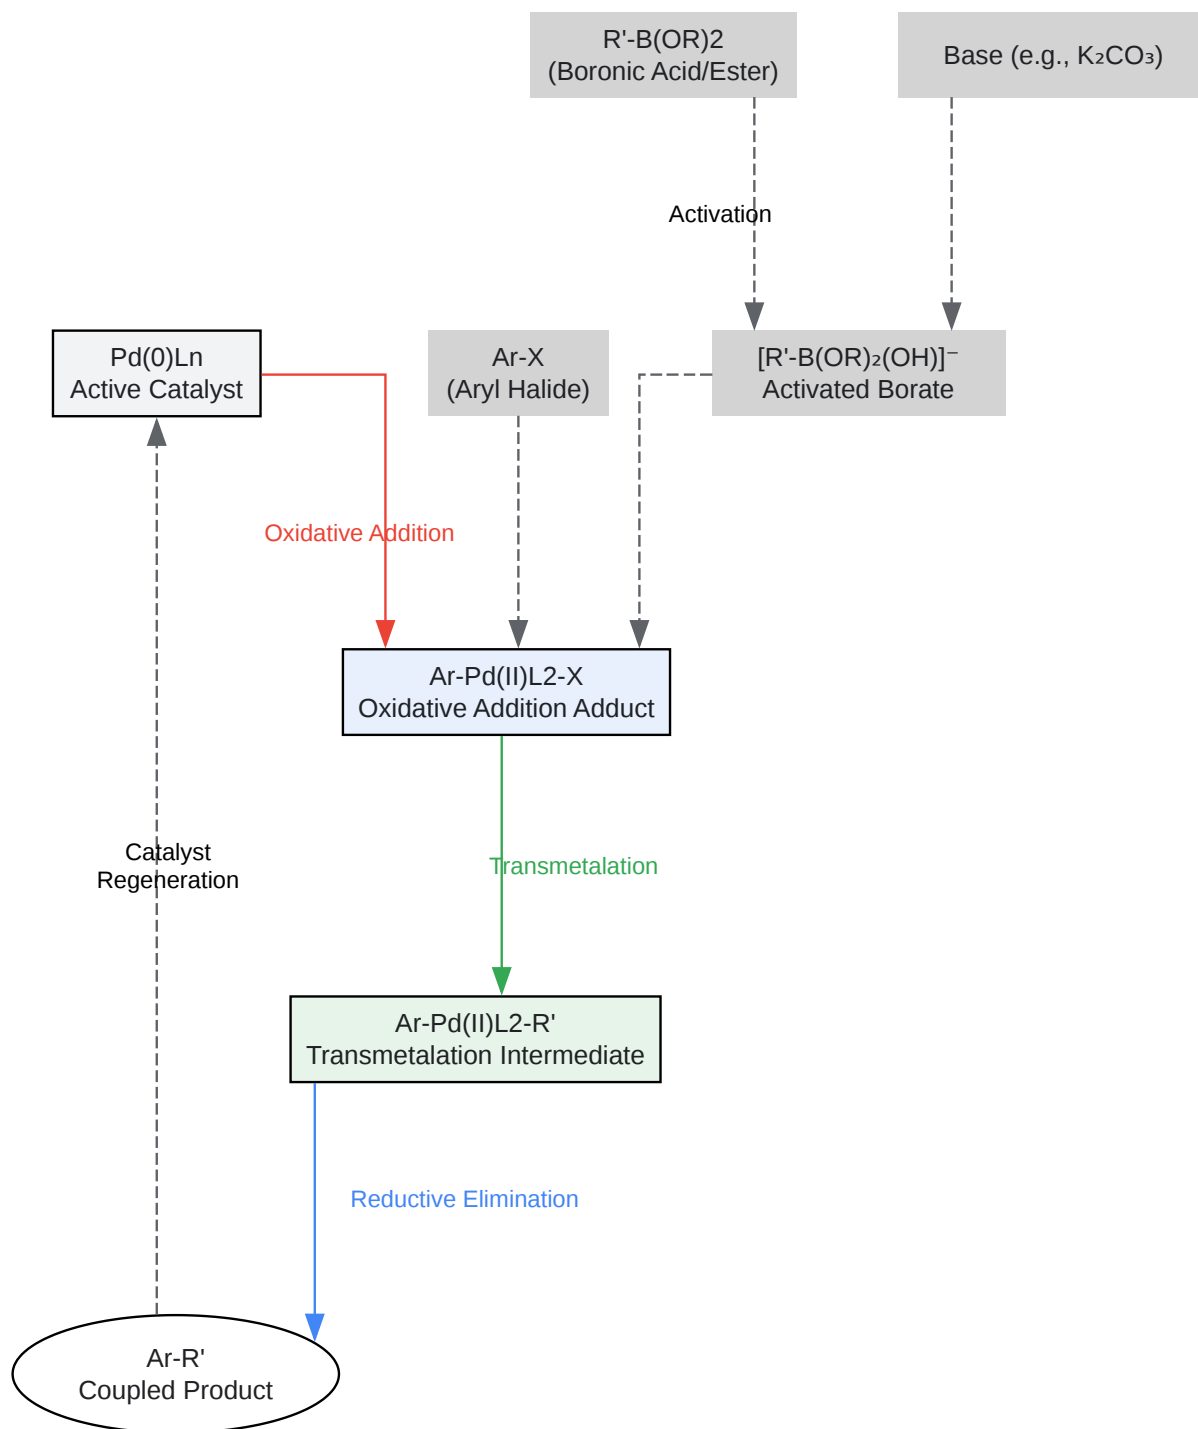 R'-B(OR)2
(Boronic Acid/Ester)
Base (e.g., K₂CO₃)
Activation
Pd(0)Ln
Active Catalyst
Ar-X
(Aryl Halide)
[R'-B(OR)₂(OH)]⁻
Activated Borate
Oxidative Addition
Ar-Pd(II)L2-X
Oxidative Addition Adduct
Catalyst
Regeneration
Transmetalation
Ar-Pd(II)L2-R'
Transmetalation Intermediate
Reductive Elimination
Ar-R'
Coupled Product